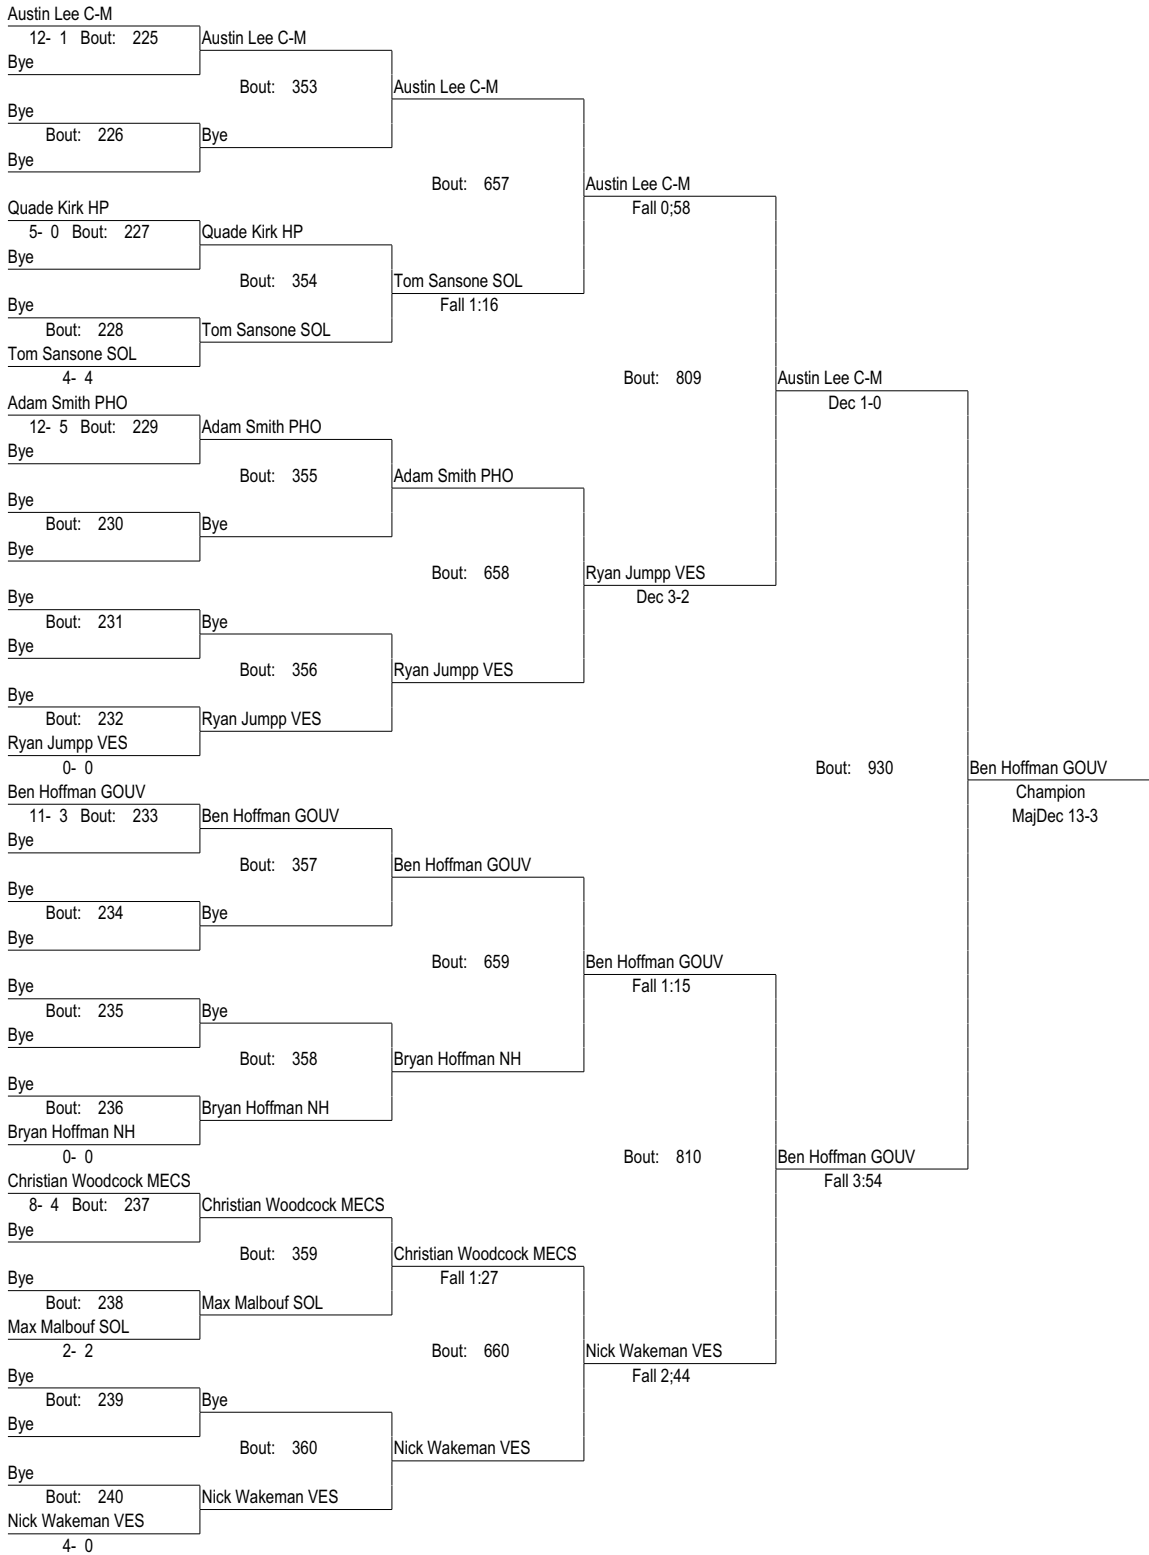 Austin Lee C-M
12- 1 Bout: 225 Austin Lee C-M
Bye
Bout: 353 Austin Lee C-M
Bye
Bout: 226 Bye
Bye
Bout: 657 Austin Lee C-M
Quade Kirk HP Fall 0;58
5- 0 Bout: 227 Quade Kirk HP
Bye
Bout: 354 Tom Sansone SOL
Bye Fall 1:16
Bout: 228 Tom Sansone SOL
Tom Sansone SOL
4- 4 Bout: 809 Austin Lee C-M
Adam Smith PHO Dec 1-0
12- 5 Bout: 229 Adam Smith PHO
Bye
Bout: 355 Adam Smith PHO
Bye
Bout: 230 Bye
Bye
Bout: 658 Ryan Jumpp VES
Bye Dec 3-2
Bout: 231 Bye
Bye
Bout: 356 Ryan Jumpp VES
Bye
Bout: 232 Ryan Jumpp VES
Ryan Jumpp VES
0- 0 Bout: 930 Ben Hoffman GOUV
Ben Hoffman GOUV Champion
11- 3 Bout: 233 Ben Hoffman GOUV MajDec 13-3
Bye
Bout: 357 Ben Hoffman GOUV
Bye
Bout: 234 Bye
Bye
Bout: 659 Ben Hoffman GOUV
Bye Fall 1:15
Bout: 235 Bye
Bye
Bout: 358 Bryan Hoffman NH
Bye
Bout: 236 Bryan Hoffman NH
Bryan Hoffman NH
0- 0 Bout: 810 Ben Hoffman GOUV
Christian Woodcock MECS Fall 3:54
8- 4 Bout: 237 Christian Woodcock MECS
Bye
Bout: 359 Christian Woodcock MECS
Bye Fall 1:27
Bout: 238 Max Malbouf SOL
Max Malbouf SOL
2- 2 Bout: 660 Nick Wakeman VES
Bye Fall 2;44
Bout: 239 Bye
Bye
Bout: 360 Nick Wakeman VES
Bye
Bout: 240 Nick Wakeman VES
Nick Wakeman VES
4- 0